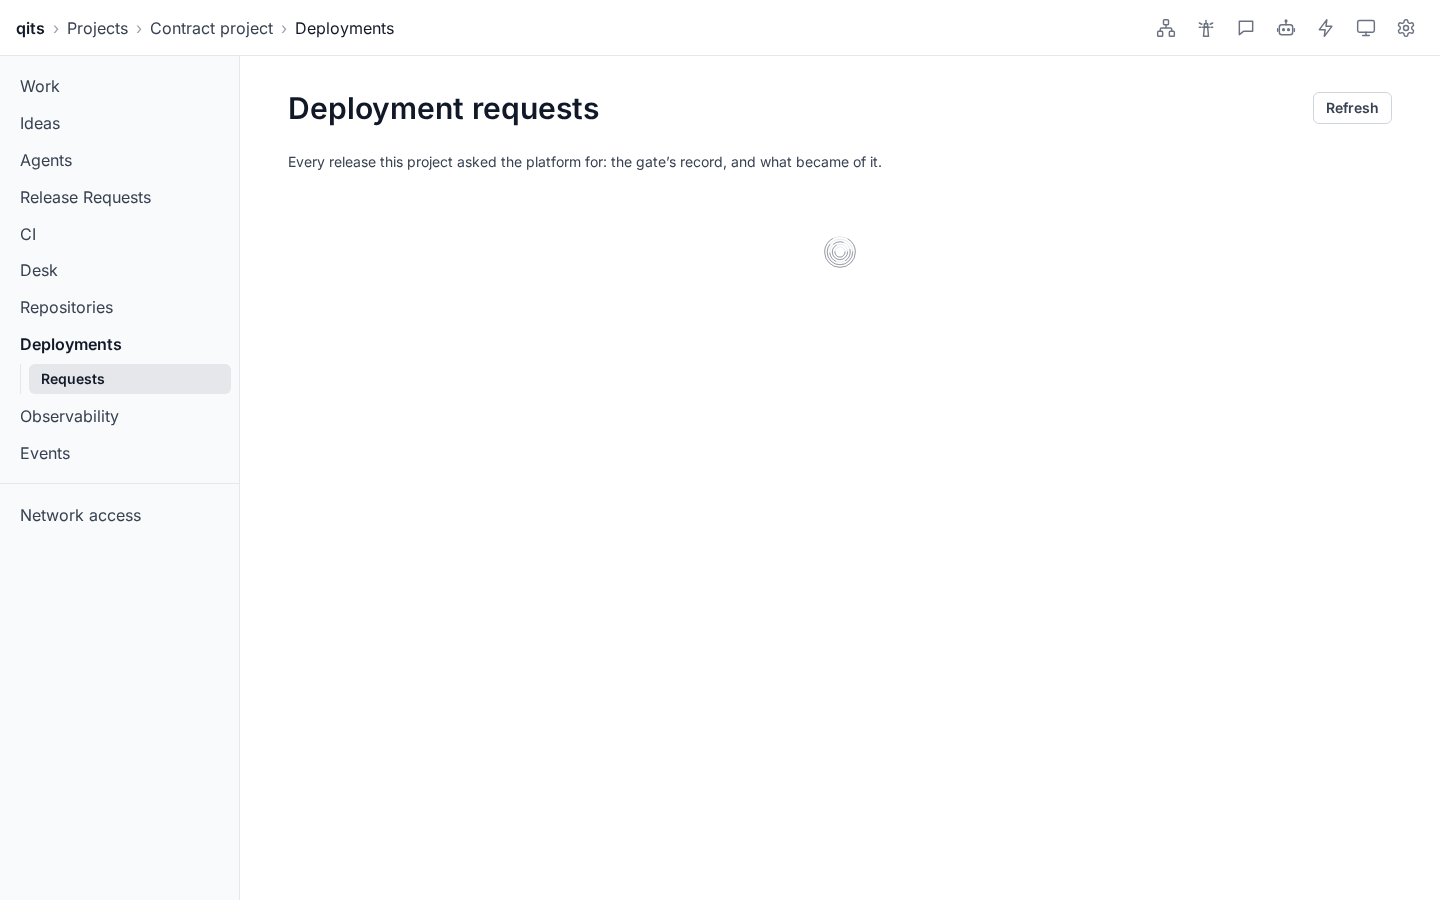 qits › Projects › Contract project › Deployments
Work
Ideas
Agents
Release Requests
CI
Desk
Repositories
Deployments
Requests
Observability
Events
Network access
Deployment requests
Refresh
Every release this project asked the platform for: the gate’s record, and what became of it.